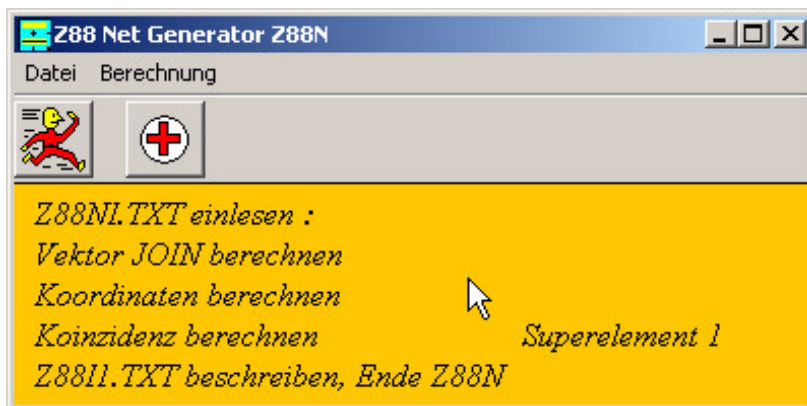 Z88 Net Generator Z88N
Datei Berechnung
Z88NI.TXT einlesen :
Vektor JOIN berechnen
Koordinaten berechnen
Koinzidenz berechnen Superelement 1
Z88I1.TXT beschreiben, Ende Z88N